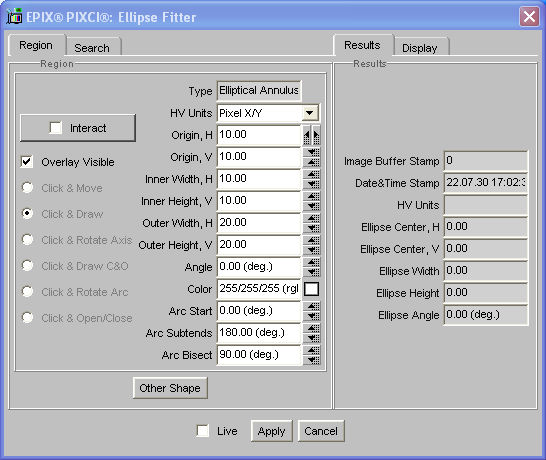 EPIX® PIXCI®: Ellipse Fitter
Region
Search
Results
Display
Region
Type Elliptical Annulus
HV Units Pixel X/Y
Interact
Origin, H 10.00
Origin, V 10.00
Overlay Visible
Inner Width, H 10.00
Click & Move
Inner Height, V 10.00
Click & Draw
Outer Width, H 20.00
Click & Rotate Axis
Outer Height, V 20.00
Click & Draw C&O
Angle 0.00 (deg.)
Click & Rotate Arc
Color 255/255/255 (rgl
Click & Open/Close
Arc Start 0.00 (deg.)
Arc Subtends 180.00 (deg.)
Arc Bisect 90.00 (deg.)
Other Shape
Results
Image Buffer Stamp 0
Date&Time Stamp 22.07.30 17:02:3
HV Units
Ellipse Center, H 0.00
Ellipse Center, V 0.00
Ellipse Width 0.00
Ellipse Height 0.00
Ellipse Angle 0.00 (deg.)
Live
Apply
Cancel